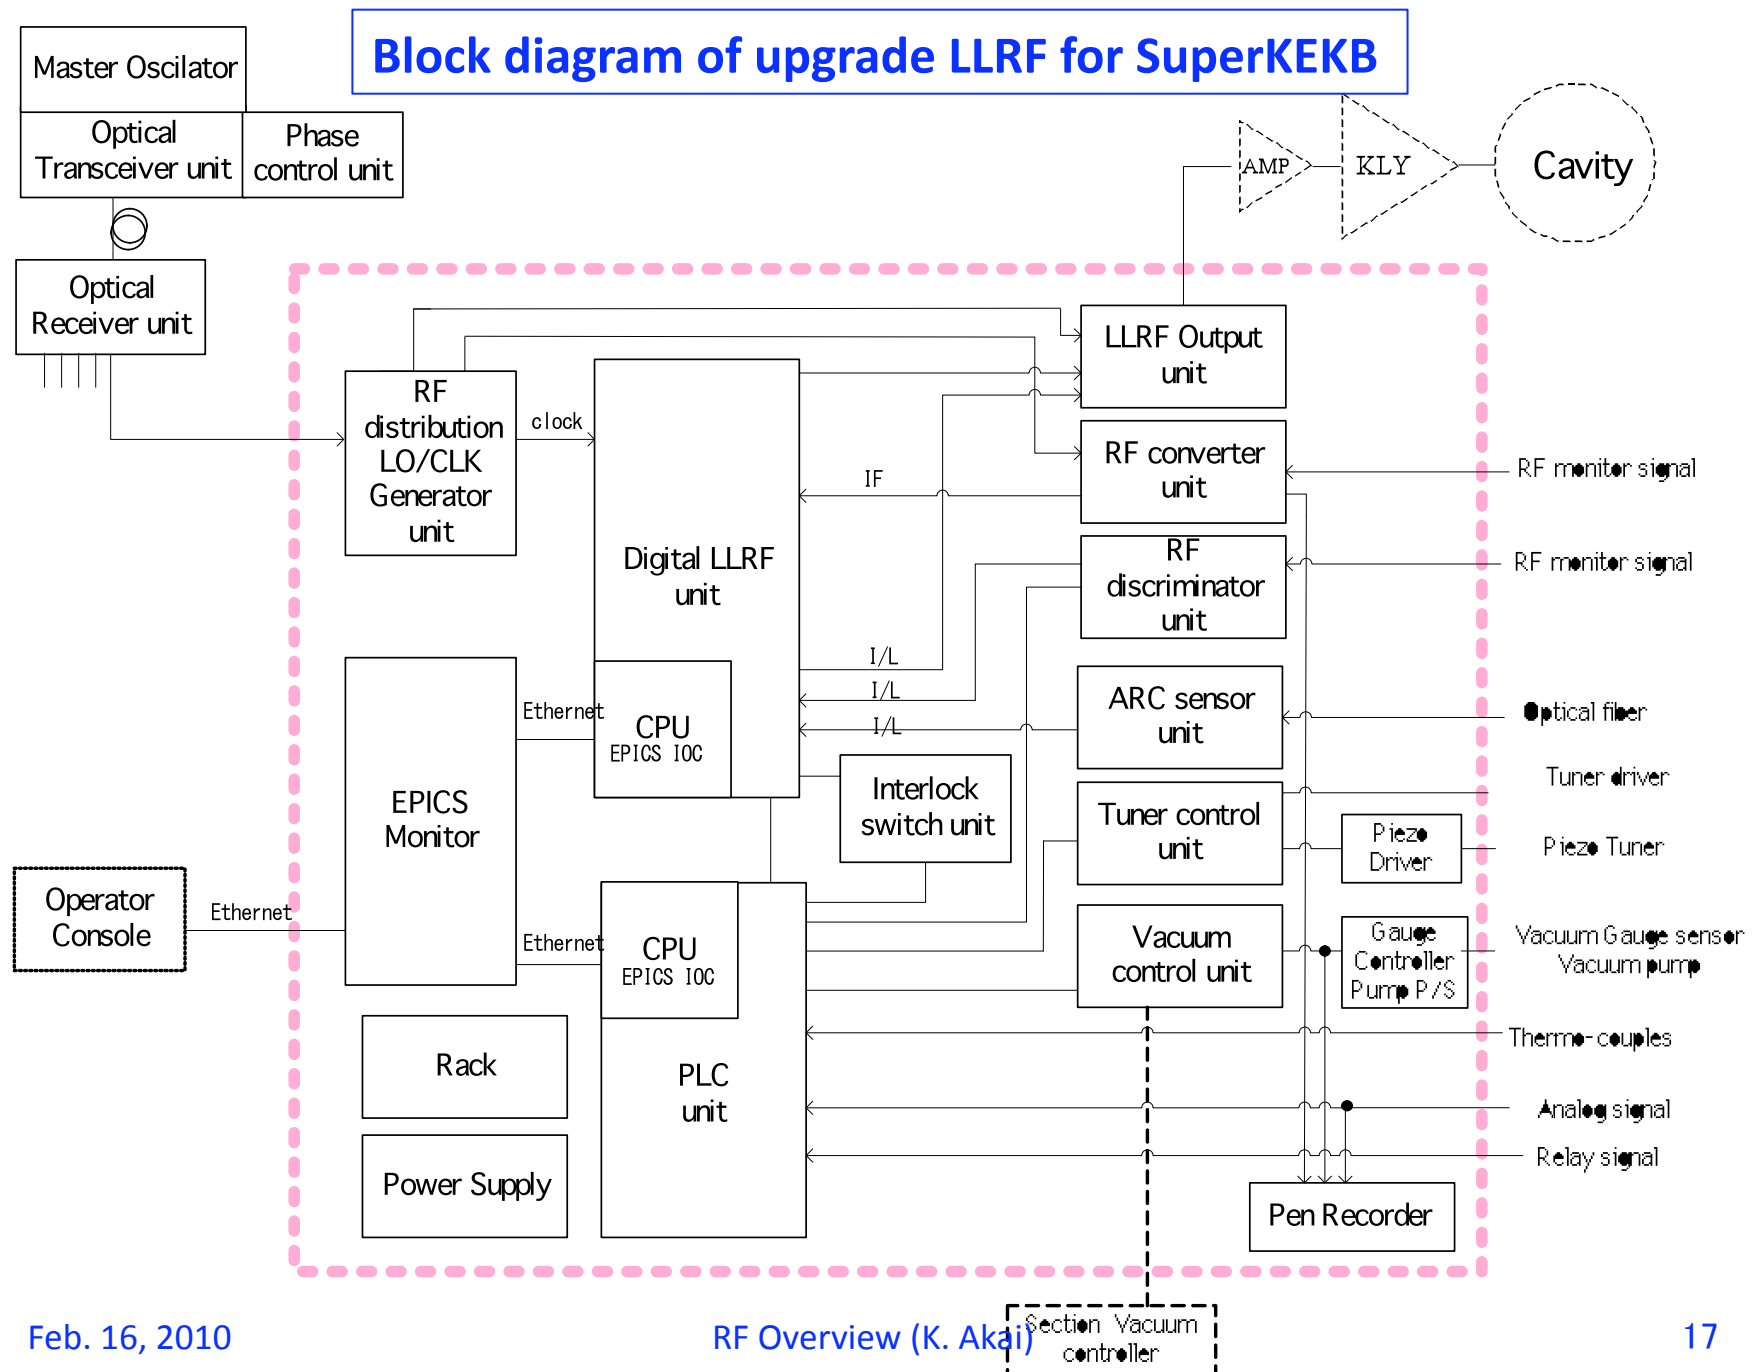 Block diagram of upgrade LLRF for SuperKEKB
Master Oscilator
Optical
Transceiver unit
Phase
control unit
AMP
KLY
Cavity
Optical
Receiver unit
RF
distribution
LO/CLK
Generator
unit
clock
Digital LLRF
unit
LLRF Output
unit
RF converter
unit
IF
RF monitor signal
RF
discriminator
unit
RF monitor signal
I/L
I/L
I/L
ARC sensor
unit
Optical fiber
Ethernet
CPU
EPICS IOC
EPICS
Monitor
Interlock
switch unit
Tuner control
unit
Tuner driver
Piezo
Driver
Piezo Tuner
Operator
Console
Ethernet
Ethernet
CPU
EPICS IOC
PLC
unit
Vacuum
control unit
Gauge
Controller
Pump P/S
Vacuum Gauge sensor
Vacuum pump
Thermo-couples
Analog signal
Relay signal
Rack
Power Supply
Pen Recorder
Section Vacuum
controller
Feb. 16, 2010
RF Overview (K. Akai)
17